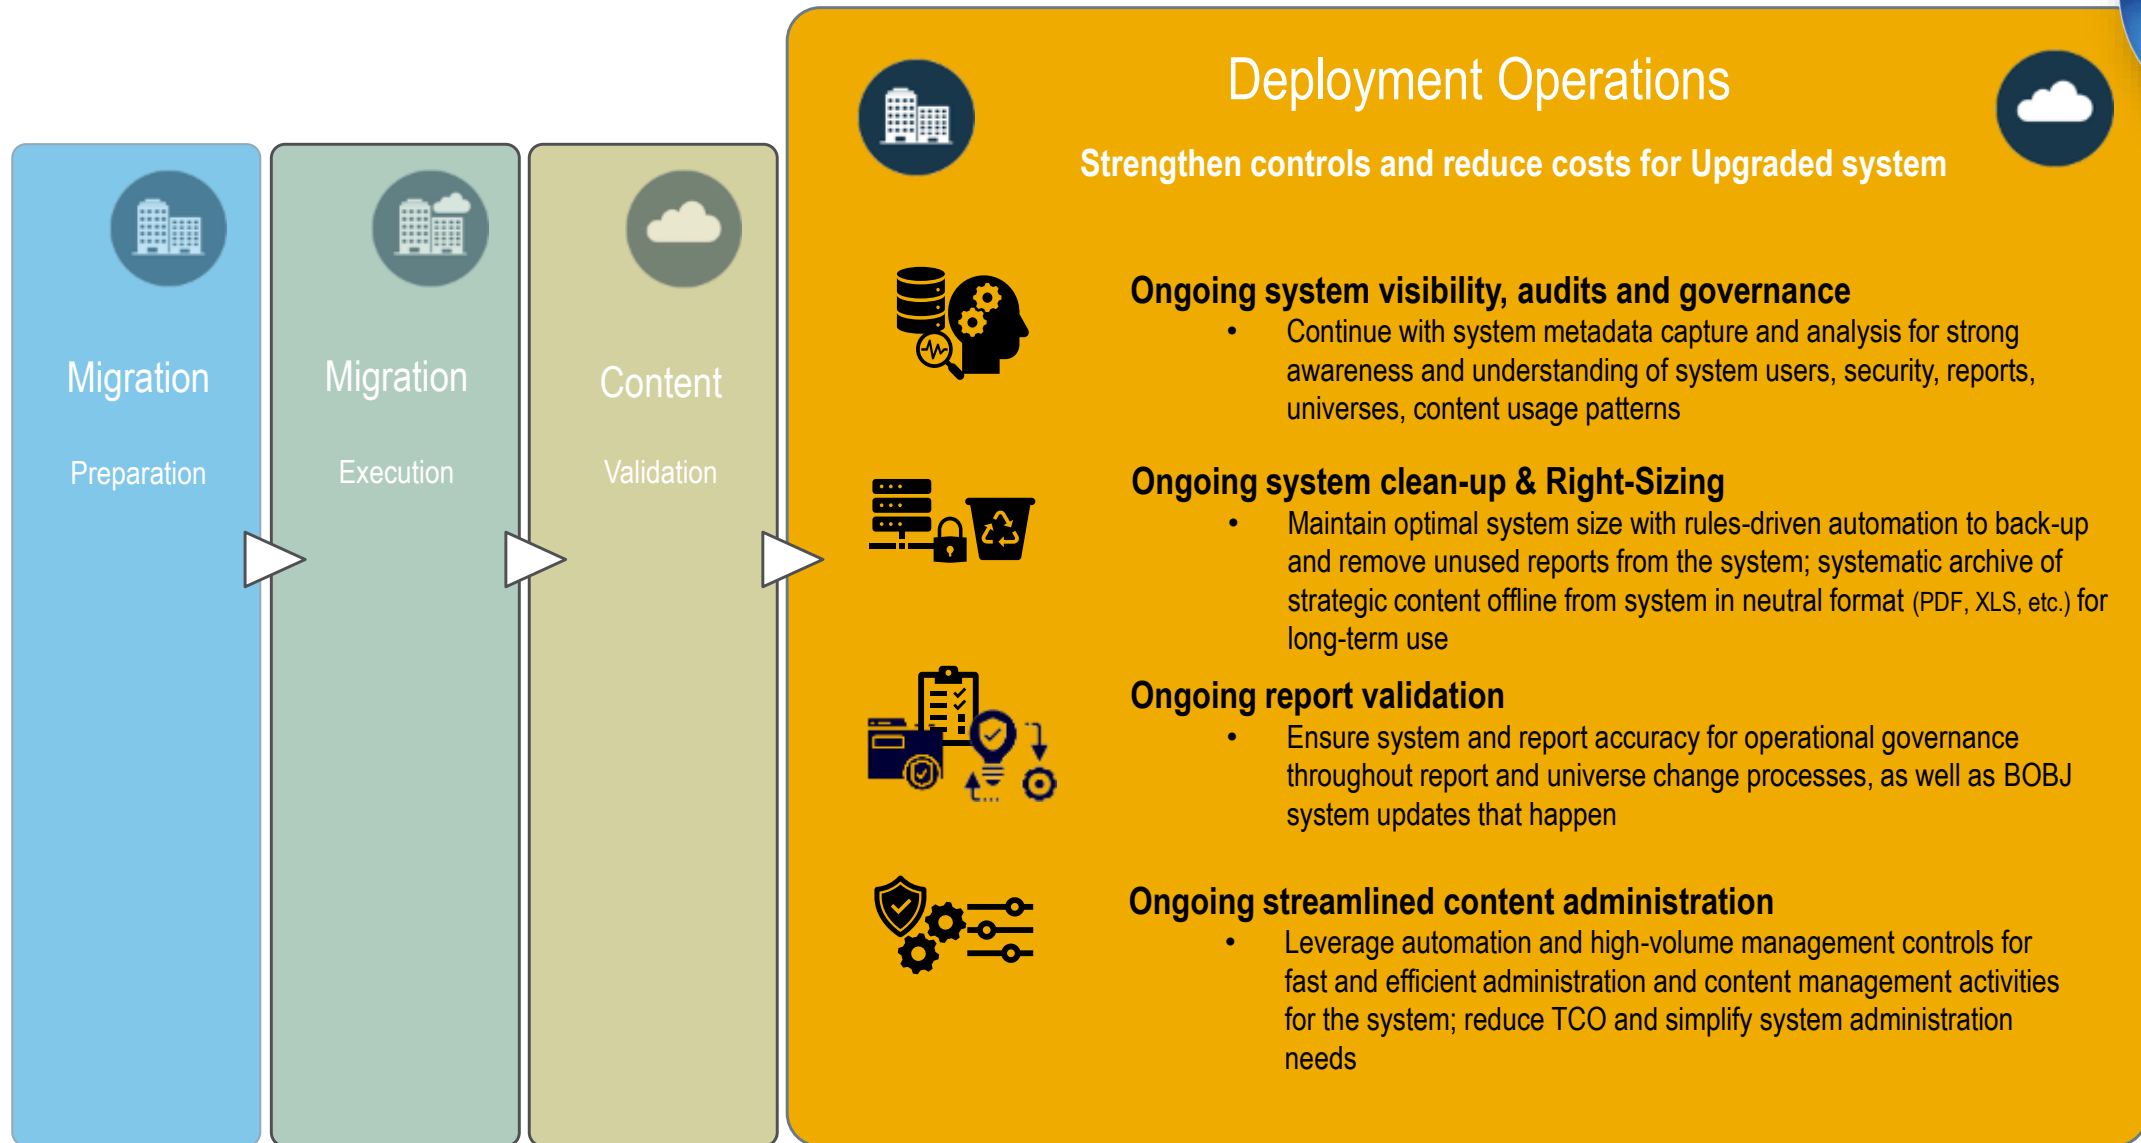 Migration
Preparation
Migration
Execution
Content
Validation
Deployment Operations
Strengthen controls and reduce costs for Upgraded system
Ongoing system visibility, audits and governance
• Continue with system metadata capture and analysis for strong
awareness and understanding of system users, security, reports,
universes, content usage patterns
Ongoing system clean-up & Right-Sizing
• Maintain optimal system size with rules-driven automation to back-up
and remove unused reports from the system; systematic archive of
strategic content offline from system in neutral format (PDF, XLS, etc.) for
long-term use
Ongoing report validation
• Ensure system and report accuracy for operational governance
throughout report and universe change processes, as well as BOBJ
system updates that happen
Ongoing streamlined content administration
• Leverage automation and high-volume management controls for
fast and efficient administration and content management activities
for the system; reduce TCO and simplify system administration
needs